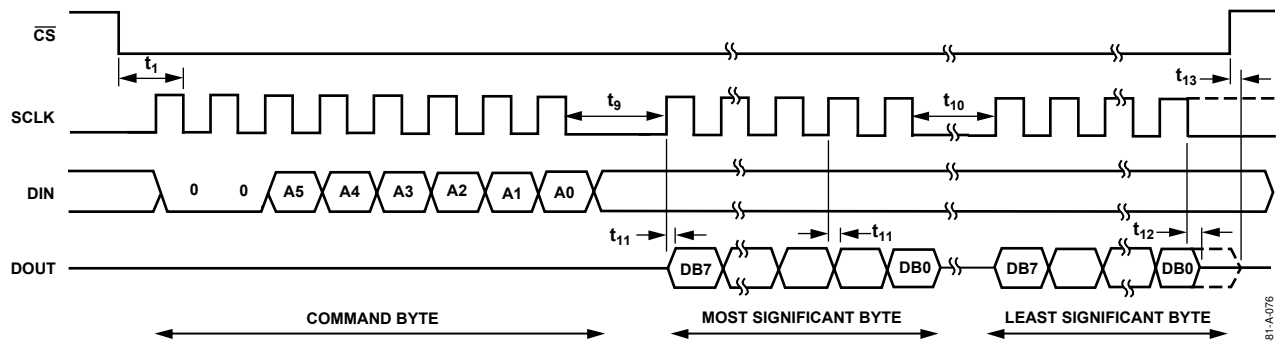 CS
t1
t13
SCLK
t9
t10
DIN
0 0 A5 A4 A3 A2 A1 A0
t11
t11
t12
DOUT
DB7 DB0 DB7 DB0
COMMAND BYTE MOST SIGNIFICANT BYTE LEAST SIGNIFICANT BYTE
81-A-076